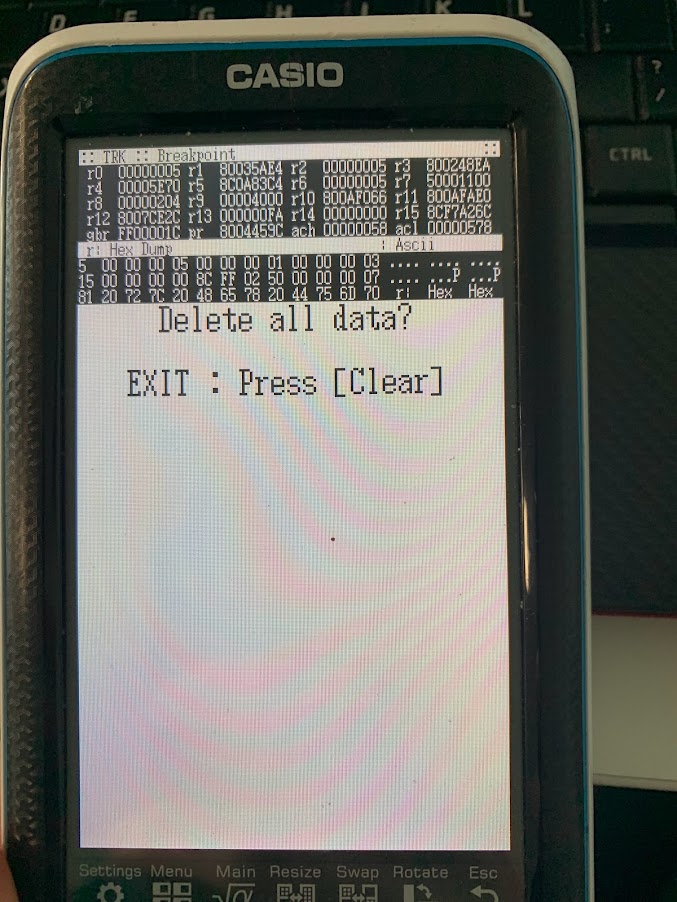 D F G H J K L :
? /
CASIO
CTRL
:: TRK :: Breakpoint ::
r0 00000005 r1 80035AE4 r2 00000005 r3 800248EA
r4 00005E70 r5 8C0A83C4 r6 00000005 r7 50001100
r8 00000204 r9 00004000 r10 800AF066 r11 800AFAE0
r12 8007CE2C r13 000000FA r14 00000000 r15 8CF7A26C
gbr FF00001C pr 8004459C ach 00000058 acl 00000578
r¦ Hex Dump ¦ Ascii
5 00 00 00 05 00 00 00 01 00 00 00 03 .... .... ....
15 00 00 00 00 8C FF 02 50 00 00 00 07 .... ...P ...P
81 20 72 7C 20 48 65 78 20 44 75 6D 70 r¦ Hex Hex
Delete all data?
EXIT : Press [Clear]
Settings Menu Main Resize Swap Rotate Esc